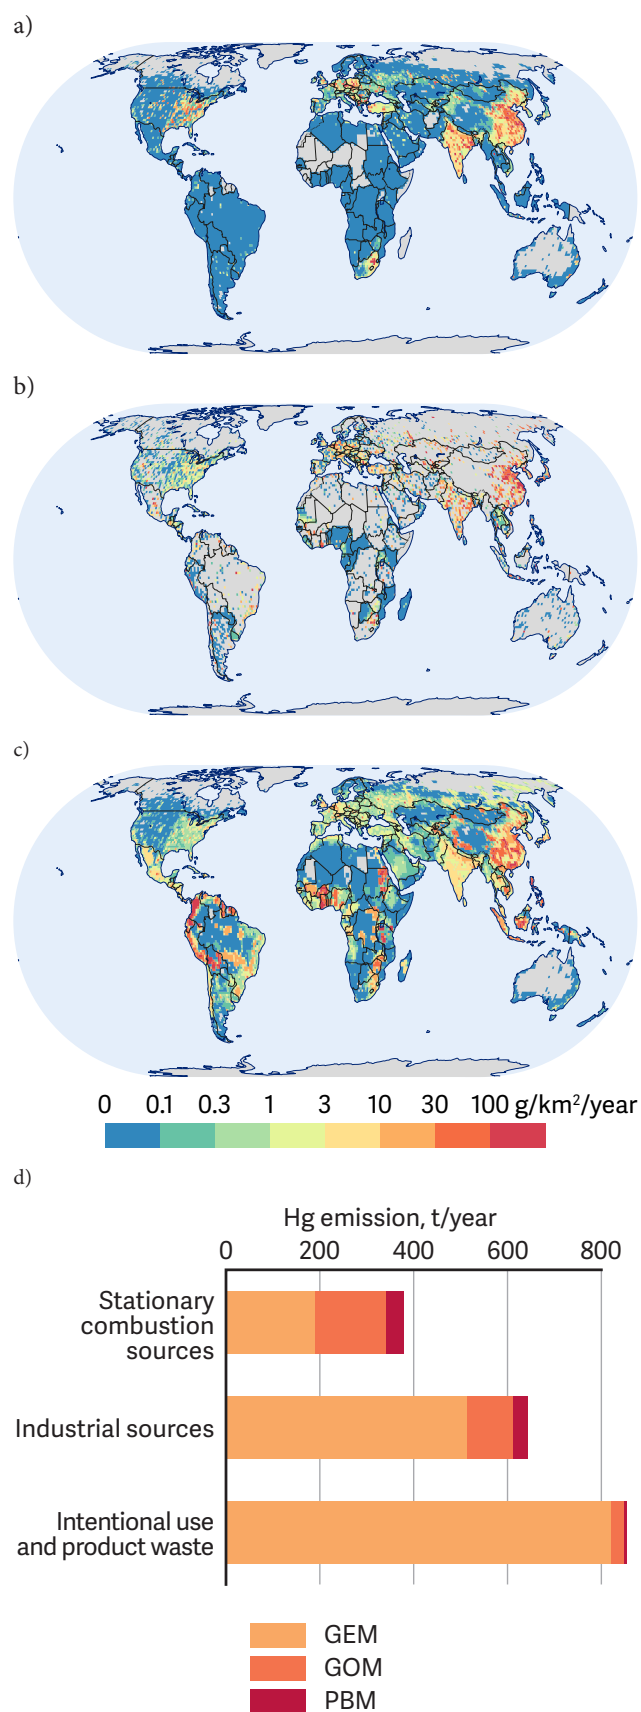 a)
b)
c)
0 0.1 0.3 1 3 10 30 100 g/km²/year
d)
Hg emission, t/year
0 200 400 600 800
Stationary
combustion
sources
Industrial sources
Intentional use
and product waste
GEM
GOM
PBM